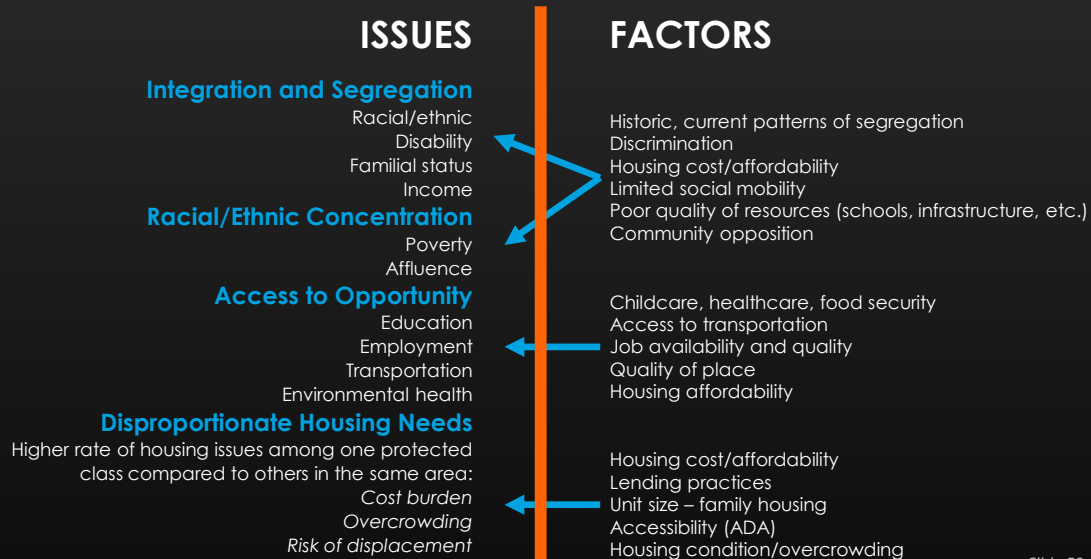 ISSUES
Integration and Segregation
Racial/ethnic
Disability
Familial status
Income
Racial/Ethnic Concentration
Poverty
Affluence
Access to Opportunity
Education
Employment
Transportation
Environmental health
Disproportionate Housing Needs
Higher rate of housing issues among one protected
class compared to others in the same area:
Cost burden
Overcrowding
Risk of displacement
FACTORS
Historic, current patterns of segregation
Discrimination
Housing cost/affordability
Limited social mobility
Poor quality of resources (schools, infrastructure, etc.)
Community opposition
Childcare, healthcare, food security
Access to transportation
Job availability and quality
Quality of place
Housing affordability
Housing cost/affordability
Lending practices
Unit size – family housing
Accessibility (ADA)
Housing condition/overcrowding